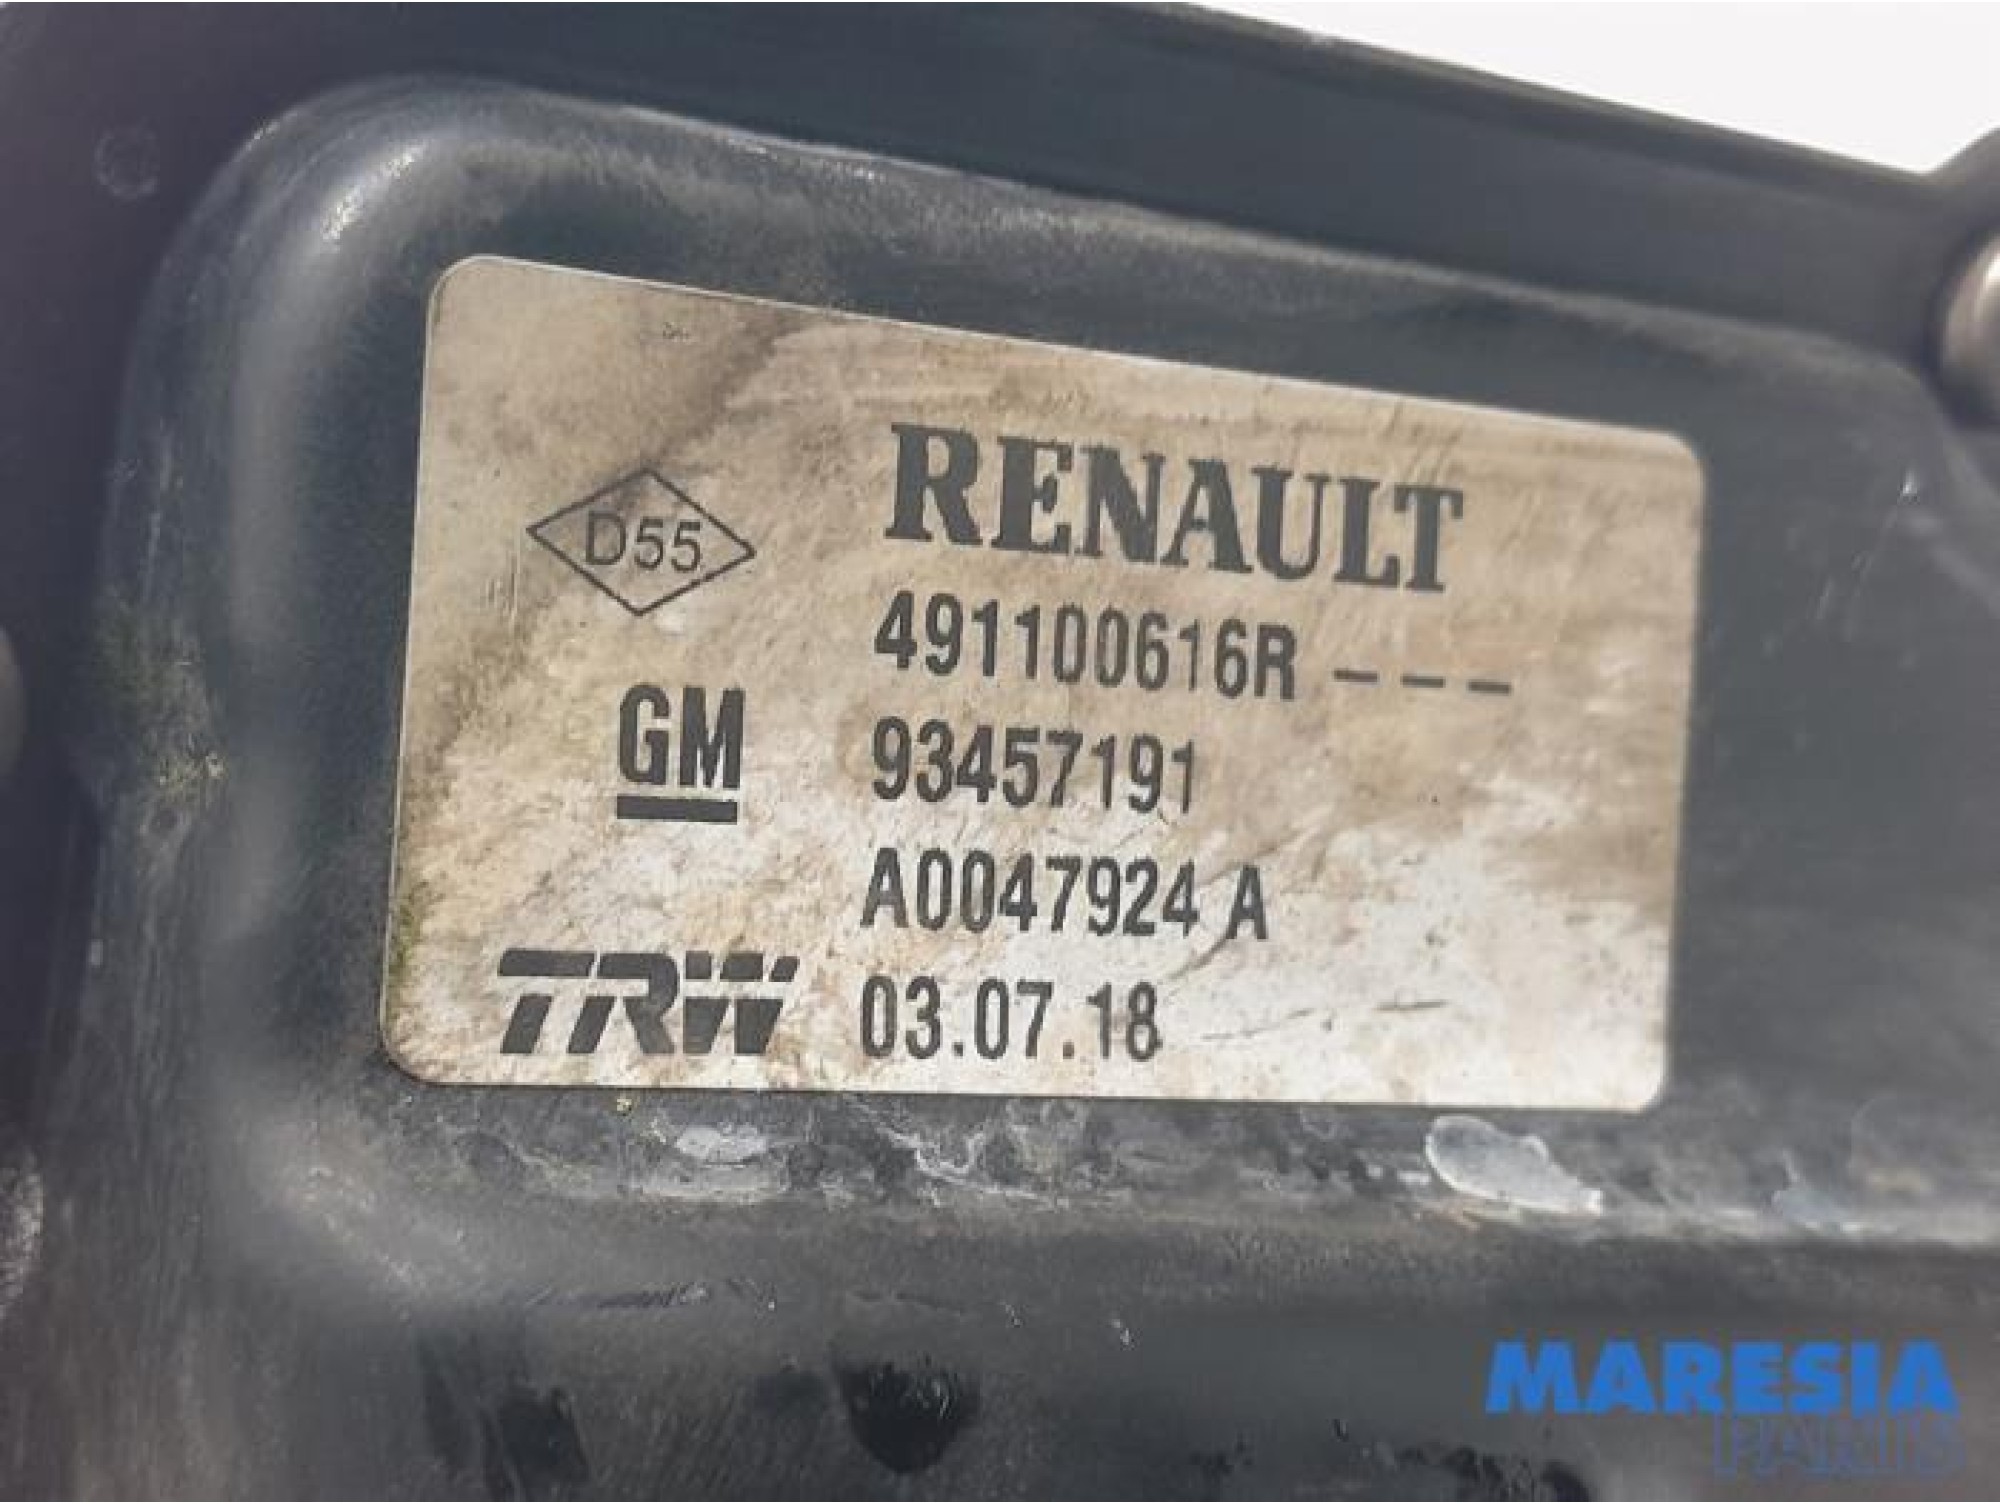 RENAULT
D55
491100616R ---
GM
93457191
A0047924 A
TRW
03.07.18
MARESIA
PARTS